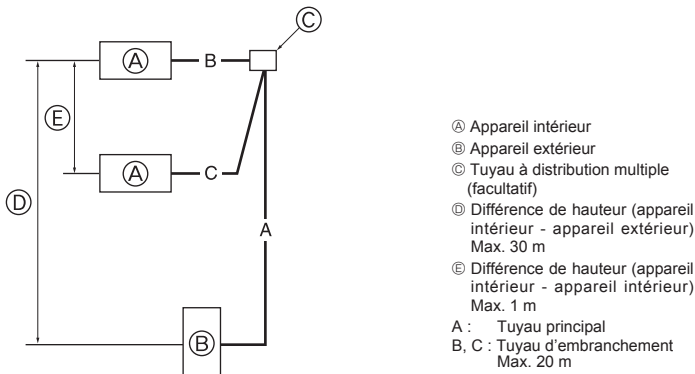 Ⓒ
Ⓐ B
Ⓔ
Ⓐ C
Ⓓ
A
Ⓑ
Ⓐ Appareil intérieur
Ⓑ Appareil extérieur
Ⓒ Tuyau à distribution multiple
(facultatif)
Ⓓ Différence de hauteur (appareil
intérieur - appareil extérieur)
Max. 30 m
Ⓔ Différence de hauteur (appareil
intérieur - appareil intérieur)
Max. 1 m
A : Tuyau principal
B, C : Tuyau d'embranchement
Max. 20 m